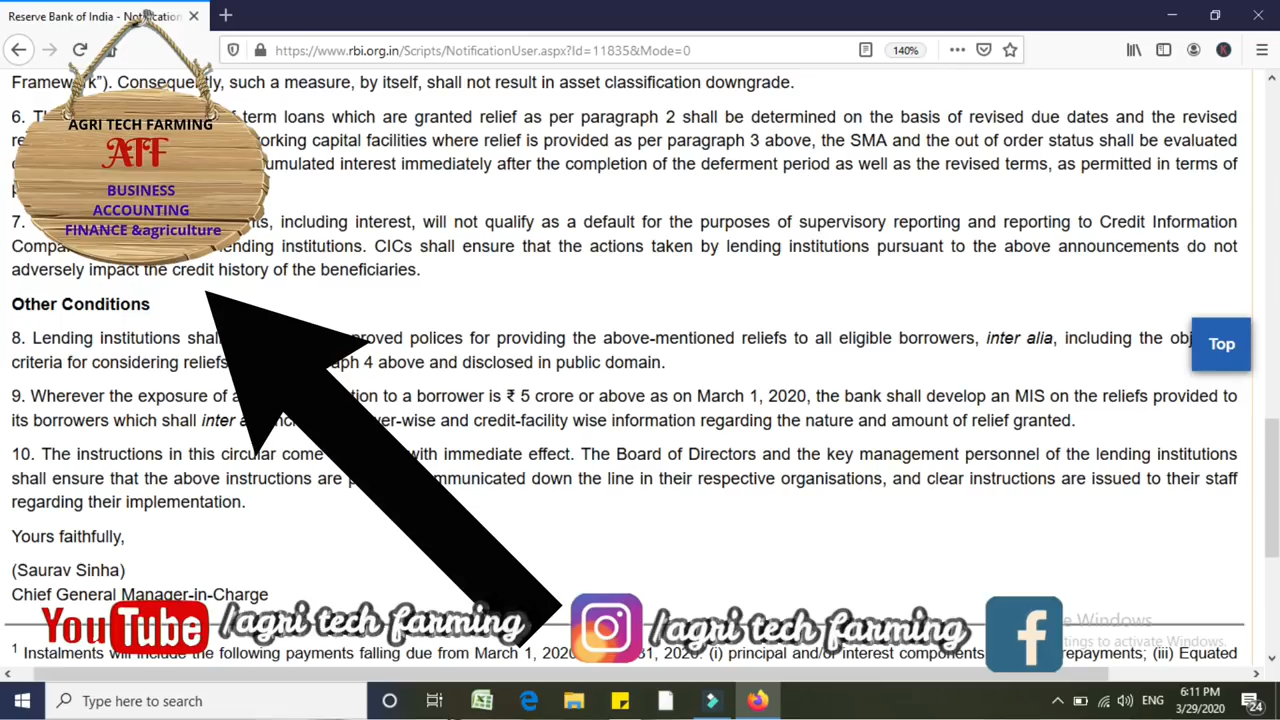 Reserve Bank of India - Notification
https://www.rbi.org.in/Scripts/NotificationUser.aspx?Id=11835&Mode=0
140%
Framework"). Consequently, such a measure, by itself, shall not result in asset classification downgrade.
6. term loans which are granted relief as per paragraph 2 shall be determined on the basis of revised due dates and the revised
working capital facilities where relief is provided as per paragraph 3 above, the SMA and the out of order status shall be evaluated
interest immediately after the completion of the deferment period as well as the revised terms, as permitted in terms of
7. including interest, will not qualify as a default for the purposes of supervisory reporting and reporting to Credit Information
lending institutions. CICs shall ensure that the actions taken by lending institutions pursuant to the above announcements do not
adversely impact the credit history of the beneficiaries.
AGRI TECH FARMING
ATF
BUSINESS
ACCOUNTING
FINANCE &agriculture
Other Conditions
8. Lending institutions shall polices for providing the above-mentioned reliefs to all eligible borrowers, inter alia, including the
criteria for considering reliefs 4 above and disclosed in public domain.
Top
9. Wherever the exposure of to a borrower is ₹ 5 crore or above as on March 1, 2020, the bank shall develop an MIS on the reliefs provided to
its borrowers which shall inter and credit-facility wise information regarding the nature and amount of relief granted.
10. The instructions in this circular come with immediate effect. The Board of Directors and the key management personnel of the lending institutions
shall ensure that the above instructions are down the line in their respective organisations, and clear instructions are issued to their staff
regarding their implementation.
Yours faithfully,
(Saurav Sinha)
Chief General Manager-in-Charge
YouTube /agri tech farming
/agri tech farming
f
1 Instalments will include the following payments falling due from March 1, 2020 31, 2020: (i) principal and/or interest components; repayments; (iii) Equated
Type here to search
ENG
6:11 PM
3/29/2020
24